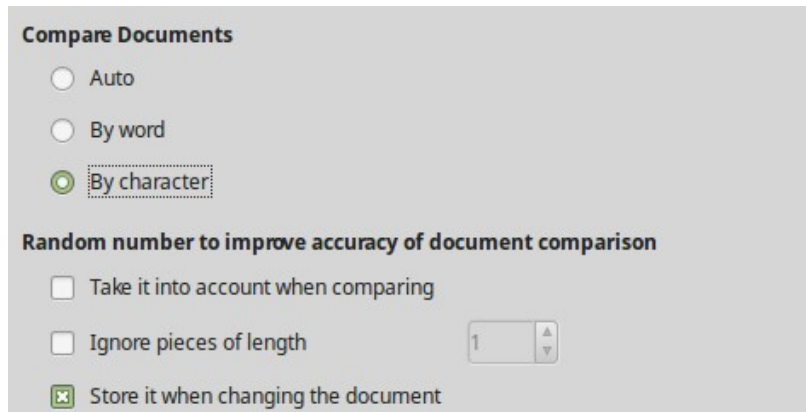 Compare Documents
Auto
By word
By character
Random number to improve accuracy of document comparison
Take it into account when comparing
Ignore pieces of length 1
Store it when changing the document